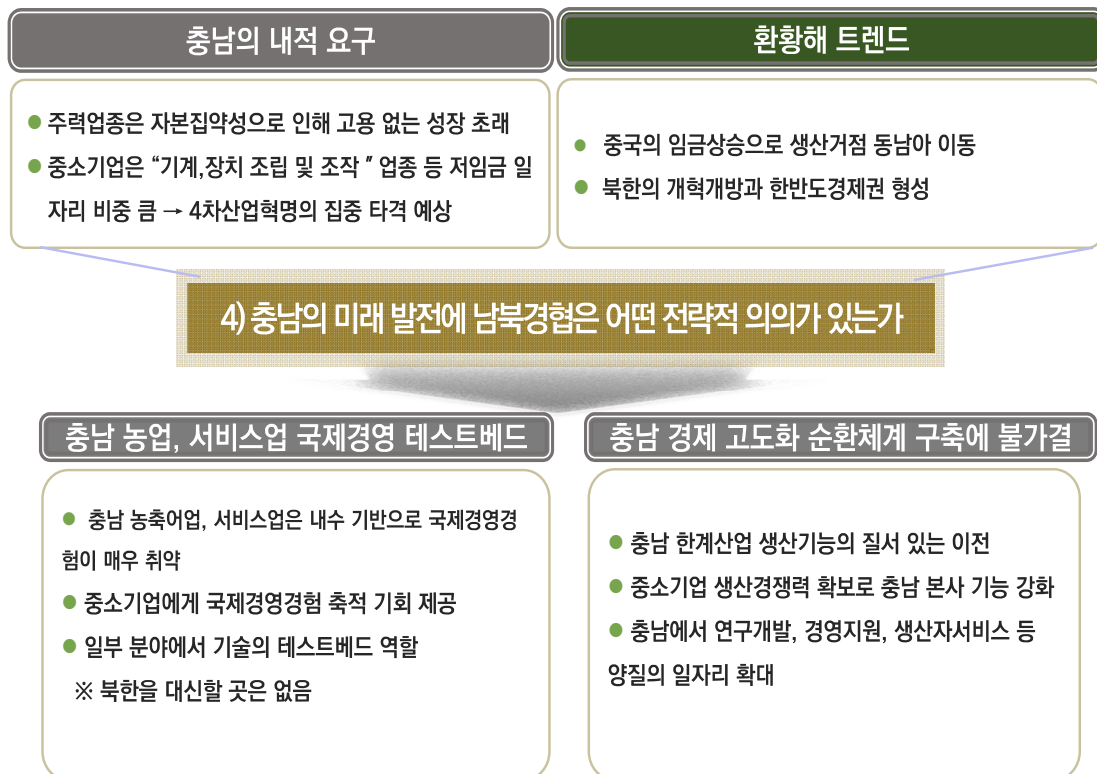 충남의 내적 요구
● 주력업종은 자본집약성으로 인해 고용 없는 성장 초래
● 중소기업은 “기계,장치 조립 및 조작 ” 업종 등 저임금 일
자리 비중 큼 → 4차산업혁명의 집중 타격 예상
환황해 트렌드
● 중국의 임금상승으로 생산거점 동남아 이동
● 북한의 개혁개방과 한반도경제권 형성
4) 충남의 미래 발전에 남북경협은 어떤 전략적 의의가 있는가
충남 농업, 서비스업 국제경영 테스트베드
● 충남 농축어업, 서비스업은 내수 기반으로 국제경영경
험이 매우 취약
● 중소기업에게 국제경영경험 축적 기회 제공
● 일부 분야에서 기술의 테스트베드 역할
※ 북한을 대신할 곳은 없음
충남 경제 고도화 순환체계 구축에 불가결
● 충남 한계산업 생산기능의 질서 있는 이전
● 중소기업 생산경쟁력 확보로 충남 본사 기능 강화
● 충남에서 연구개발, 경영지원, 생산자서비스 등
양질의 일자리 확대